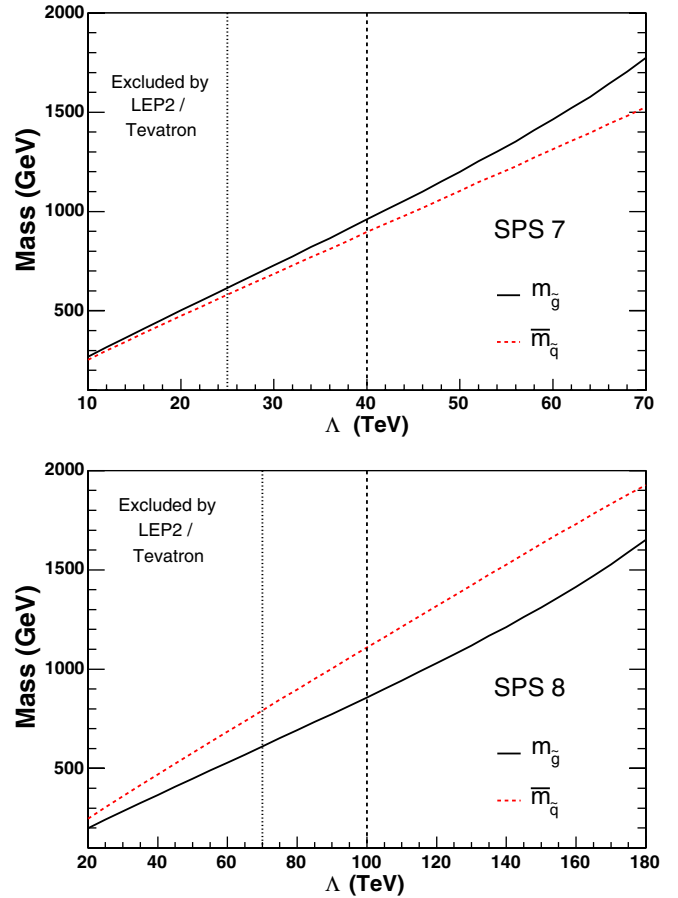 2000
Excluded by
LEP2 /
Tevatron
1500
Mass (GeV)
1000
SPS 7
m_g̃
500
m̅_q̃
10 20 30 40 50 60 70
Λ (TeV)
2000
Excluded by
LEP2 /
Tevatron
1500
Mass (GeV)
1000
SPS 8
m_g̃
500
m̅_q̃
20 40 60 80 100 120 140 160 180
Λ (TeV)